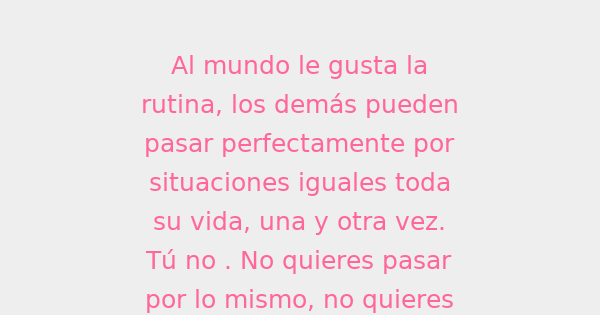 Al mundo le gusta la
rutina, los demás pueden
pasar perfectamente por
situaciones iguales toda
su vida, una y otra vez.
Tú no . No quieres pasar
por lo mismo, no quieres